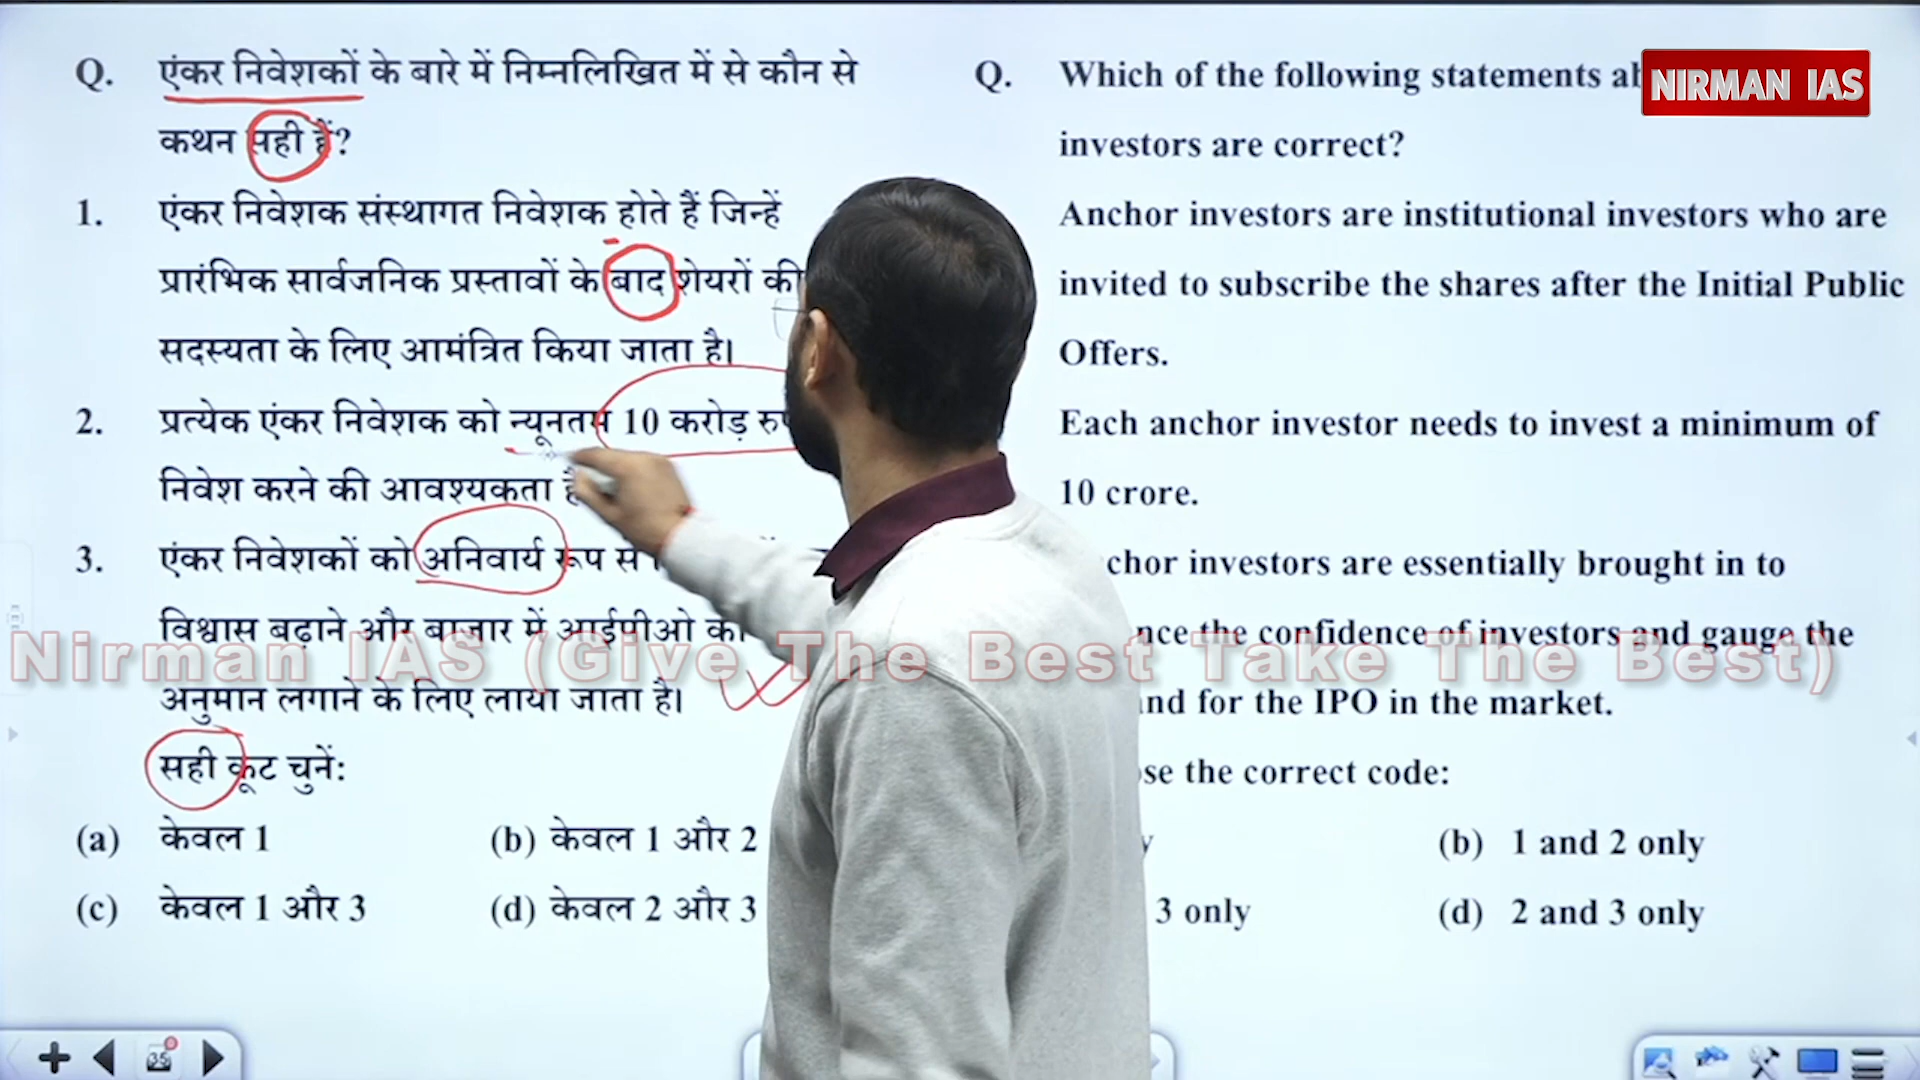 Q. एंकर निवेशकों के बारे में निम्नलिखित में से कौन से
कथन सही हैं?
1. एंकर निवेशक संस्थागत निवेशक होते हैं जिन्हें
प्रारंभिक सार्वजनिक प्रस्तावों के बाद शेयरों की
सदस्यता के लिए आमंत्रित किया जाता है।
2. प्रत्येक एंकर निवेशक को न्यूनतम 10 करोड़
निवेश करने की आवश्यकता
3. एंकर निवेशकों को अनिवार्य रूप से
विश्वास बढ़ाने और बाजार में आईपीओ की
अनुमान लगाने के लिए लाया जाता है।
सही कूट चुनें:
(a) केवल 1 (b) केवल 1 और 2
(c) केवल 1 और 3 (d) केवल 2 और 3
Q. Which of the following statements
investors are correct?
Anchor investors are institutional investors who are
invited to subscribe the shares after the Initial Public
Offers.
Each anchor investor needs to invest a minimum of
10 crore.
investors are essentially brought in to
the confidence of investors and gauge the
for the IPO in the market.
the correct code:
(b) 1 and 2 only
3 only (d) 2 and 3 only
NIRMAN IAS
Nirman IAS (Give The Best Take The Best)
35
0